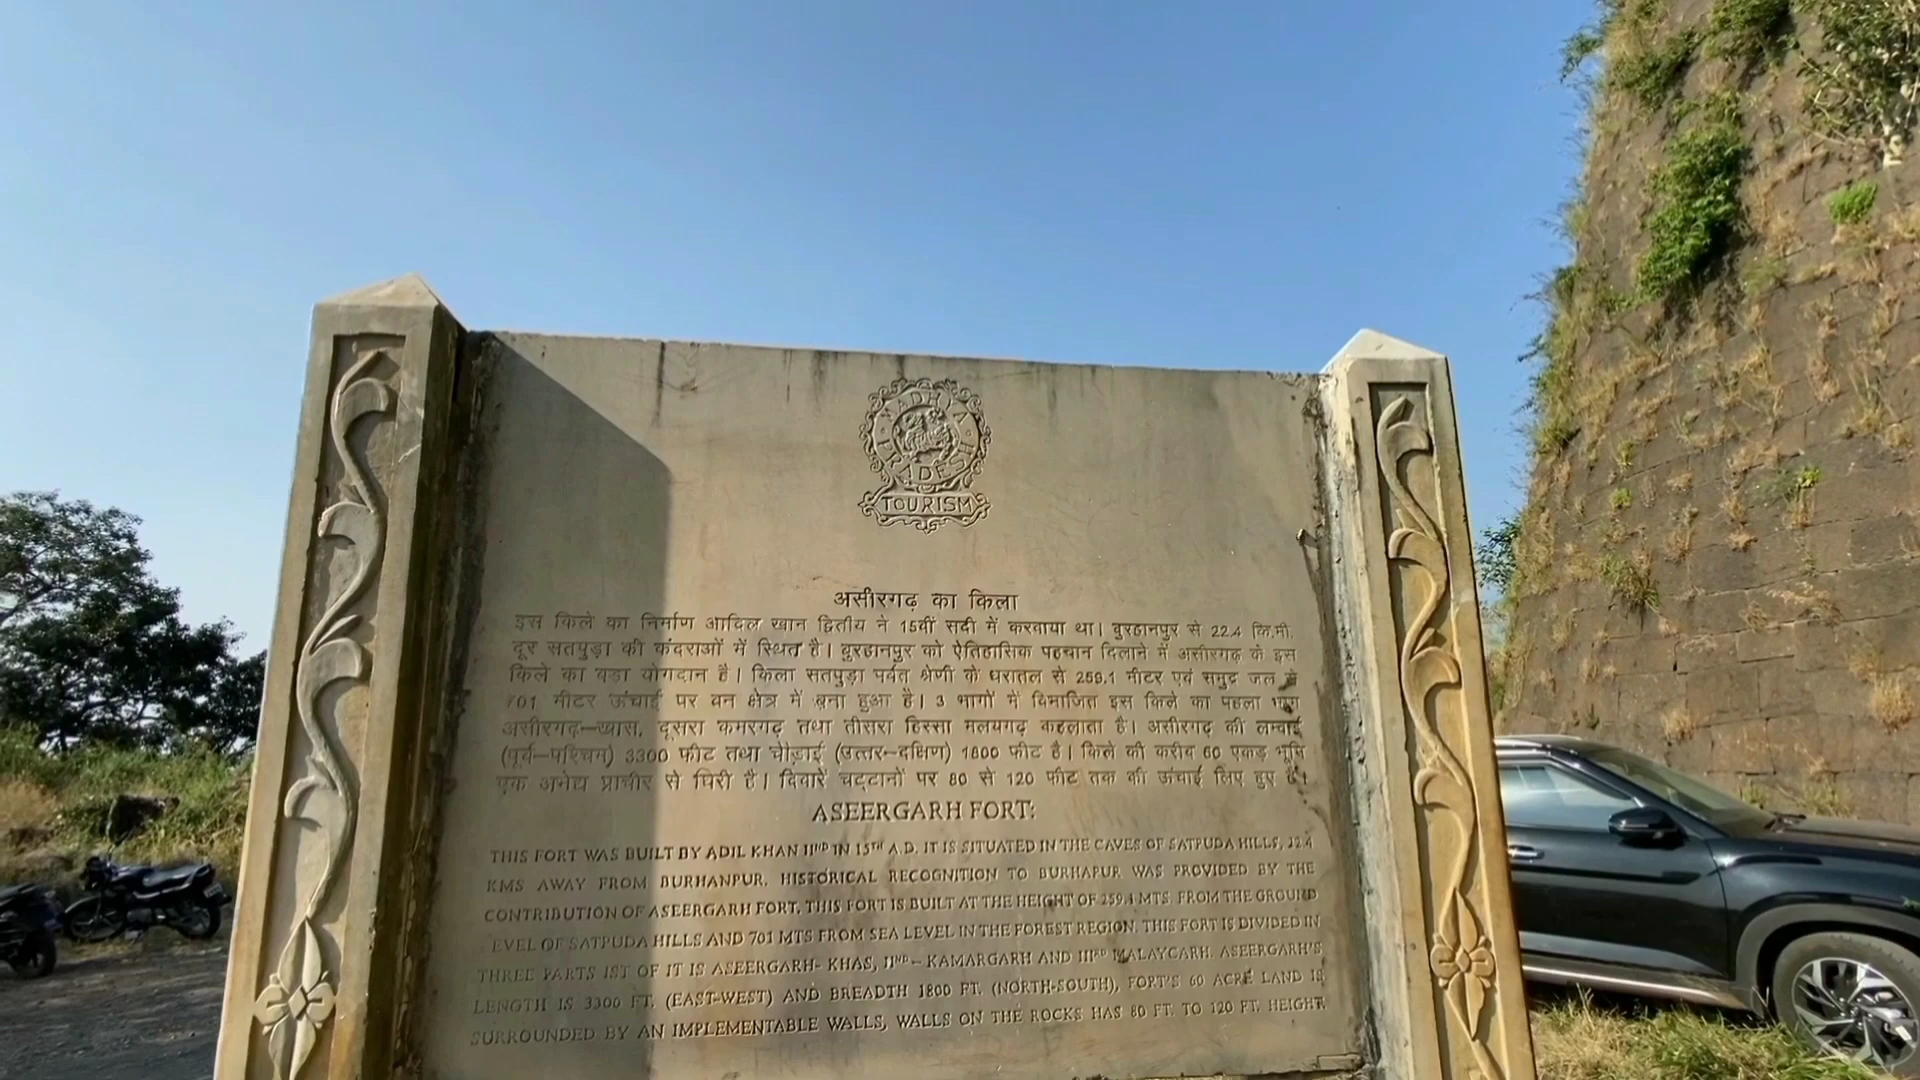 MADHYA
PRADESH
TOURISM
असीरगढ़ का किला
इस किले का निर्माण आदिल खान द्वितीय ने 15वीं सदी में करवाया था। बुरहानपुर से 22.4 कि.मी.
दूर सतपुड़ा की कंदराओं में स्थित है। बुरहानपुर को ऐतिहासिक पहचान दिलाने में असीरगढ़ के इस
किले का बडा योगदान है। किला सतपुड़ा पर्वत श्रेणी के धरातल से 259.1 मीटर एवं समुद्र जल से
701 मीटर ऊंचाई पर वन क्षेत्र में बना हुआ है। 3 भागों में विभाजित इस किले का पहला भाग
असीरगढ़–खास, दूसरा कमरगढ़ तथा तीसरा हिस्सा मलयगढ़ कहलाता है। असीरगढ़ की लम्बाई
(पूर्व–पश्चिम) 3300 फीट तथा चौड़ाई (उत्तर–दक्षिण) 1800 फीट है। किले की करीब 60 एकड़ भूमि
एक अभेद्य प्राचीर से घिरी है। दिवारें चट्टानों पर 80 से 120 फीट तक की ऊंचाई लिए हुए है।
ASEERGARH FORT:
THIS FORT WAS BUILT BY ADIL KHAN IIND IN 15TH A.D. IT IS SITUATED IN THE CAVES OF SATPUDA HILLS, 22.4
KMS AWAY FROM BURHANPUR. HISTORICAL RECOGNITION TO BURHAPUR WAS PROVIDED BY THE
CONTRIBUTION OF ASEERGARH FORT. THIS FORT IS BUILT AT THE HEIGHT OF 259.1 MTS. FROM THE GROUND
LEVEL OF SATPUDA HILLS AND 701 MTS FROM SEA LEVEL IN THE FOREST REGION. THIS FORT IS DIVIDED IN
THREE PARTS IST OF IT IS ASEERGARH- KHAS, IIND – KAMARGARH AND IIIRD MALAYGARH. ASEERGARH'S
LENGTH IS 3300 FT. (EAST-WEST) AND BREADTH 1800 FT. (NORTH-SOUTH), FORT'S 60 ACRE LAND IS
SURROUNDED BY AN IMPLEMENTABLE WALLS, WALLS ON THE ROCKS HAS 80 FT. TO 120 FT. HEIGHT.